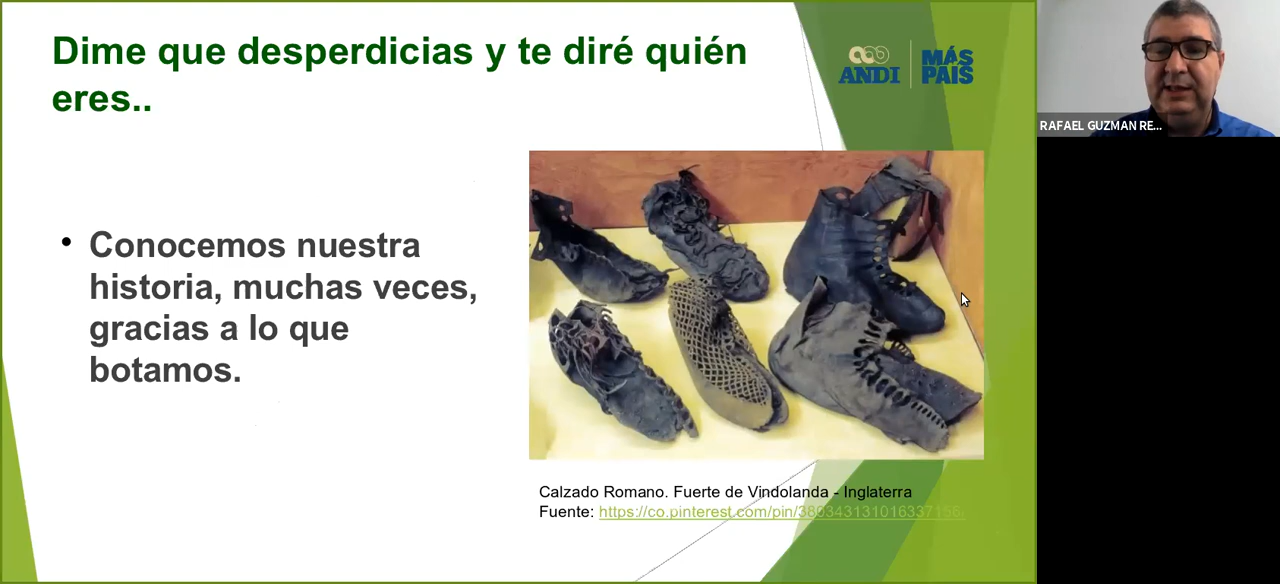 Dime que desperdicias y te diré quién
eres..
ANDI
MÁS
PAÍS
RAFAEL GUZMAN RE...
• Conocemos nuestra
historia, muchas veces,
gracias a lo que
botamos.
Calzado Romano. Fuerte de Vindolanda - Inglaterra
Fuente: https://co.pinterest.com/pin/